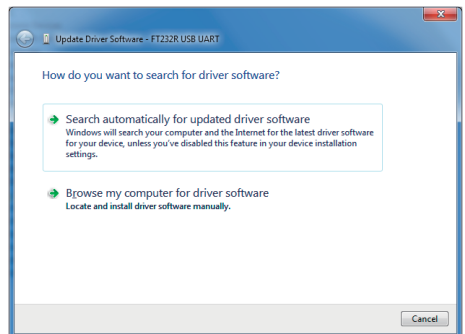 Update Driver Software - FT232R USB UART
How do you want to search for driver software?
Search automatically for updated driver software
Windows will search your computer and the Internet for the latest driver software
for your device, unless you've disabled this feature in your device installation
settings.
Browse my computer for driver software
Locate and install driver software manually.
Cancel